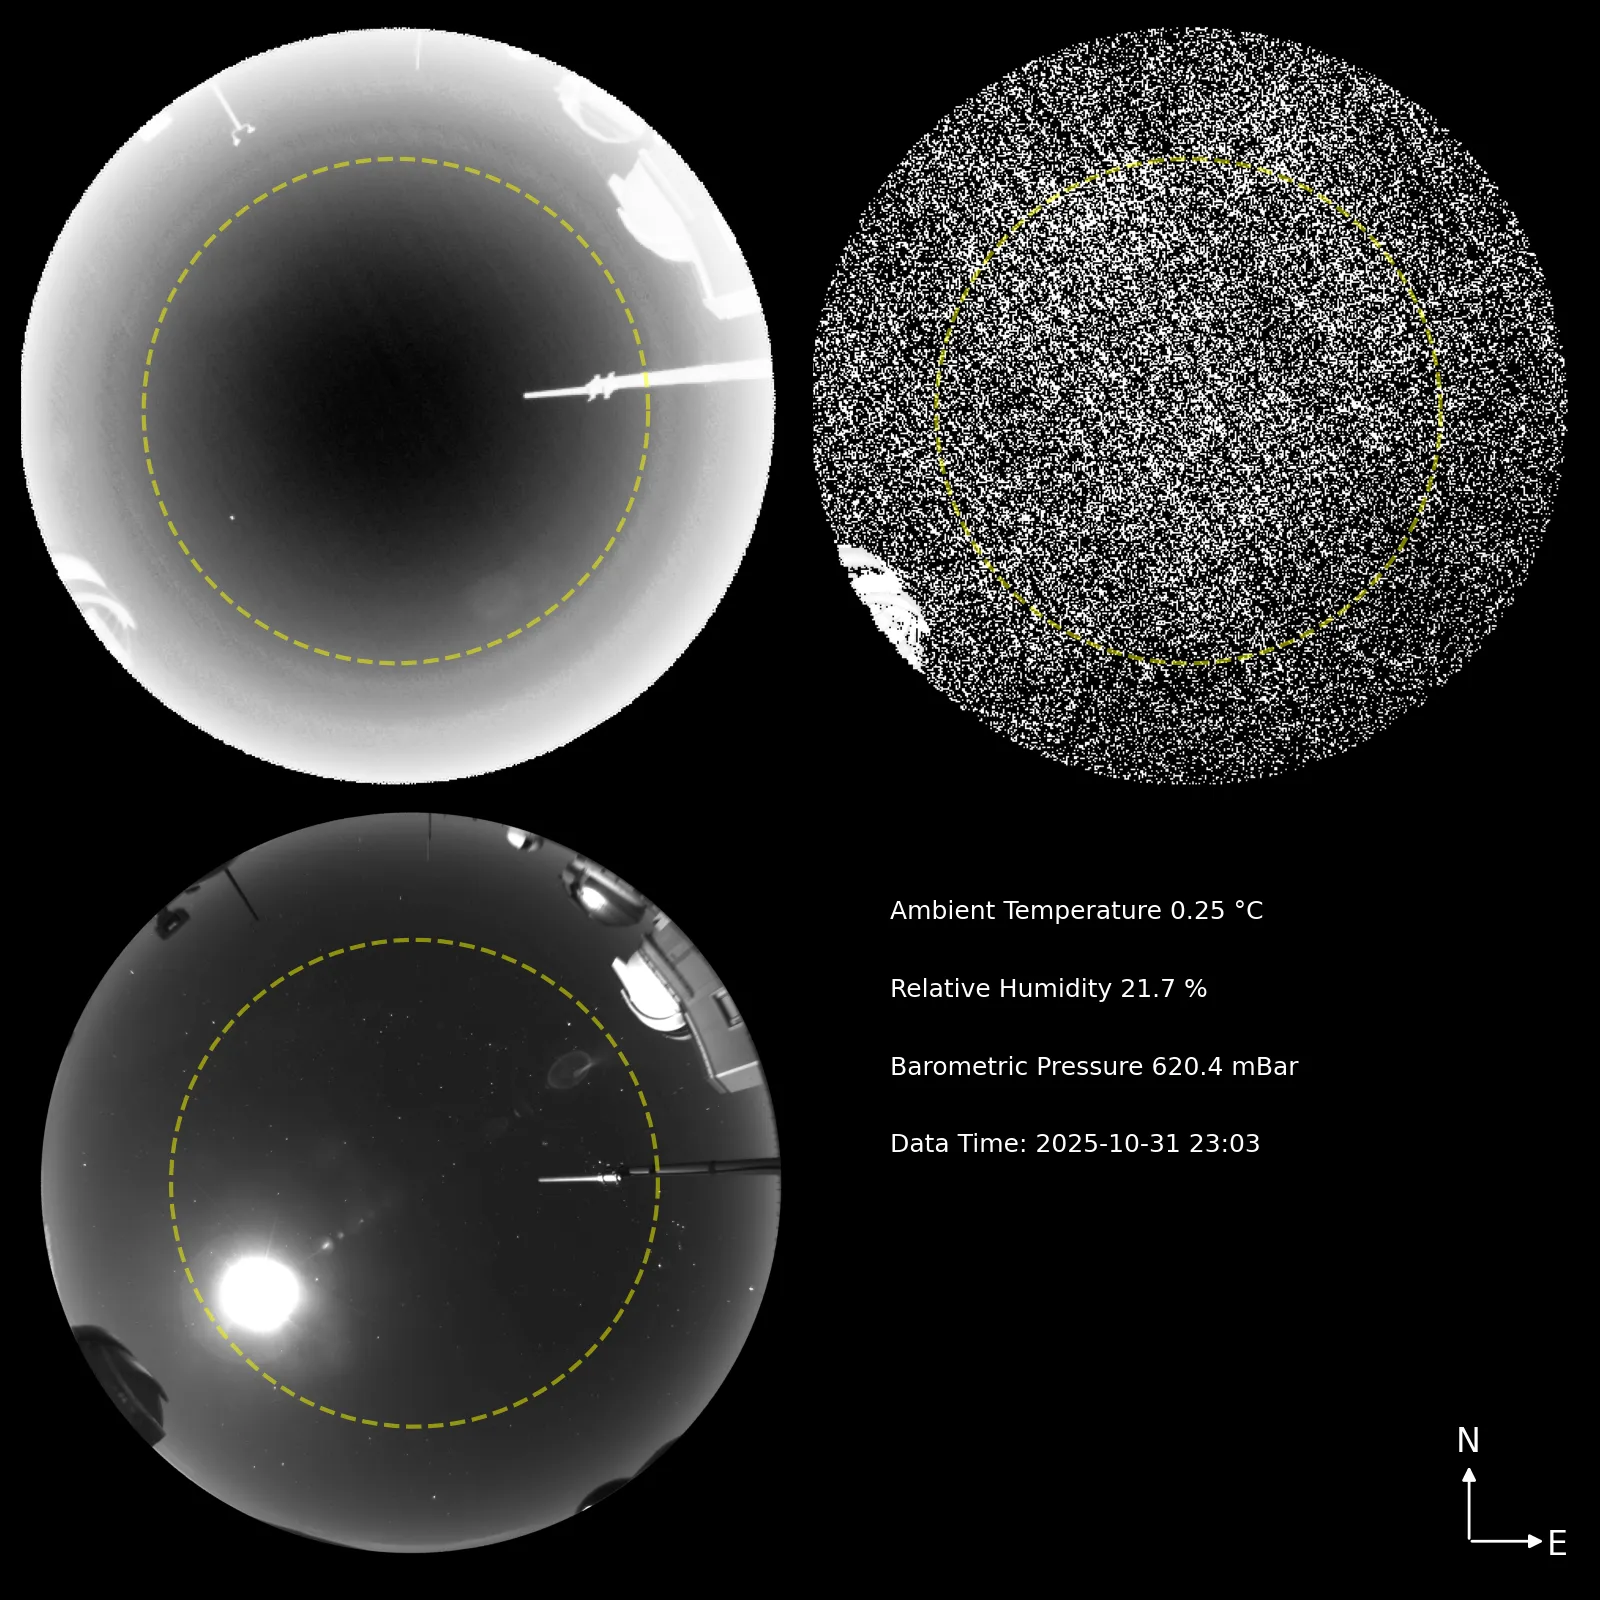 Ambient Temperature 0.25 °C
Relative Humidity 21.7 %
Barometric Pressure 620.4 mBar
Data Time: 2025-10-31 23:03
N
E